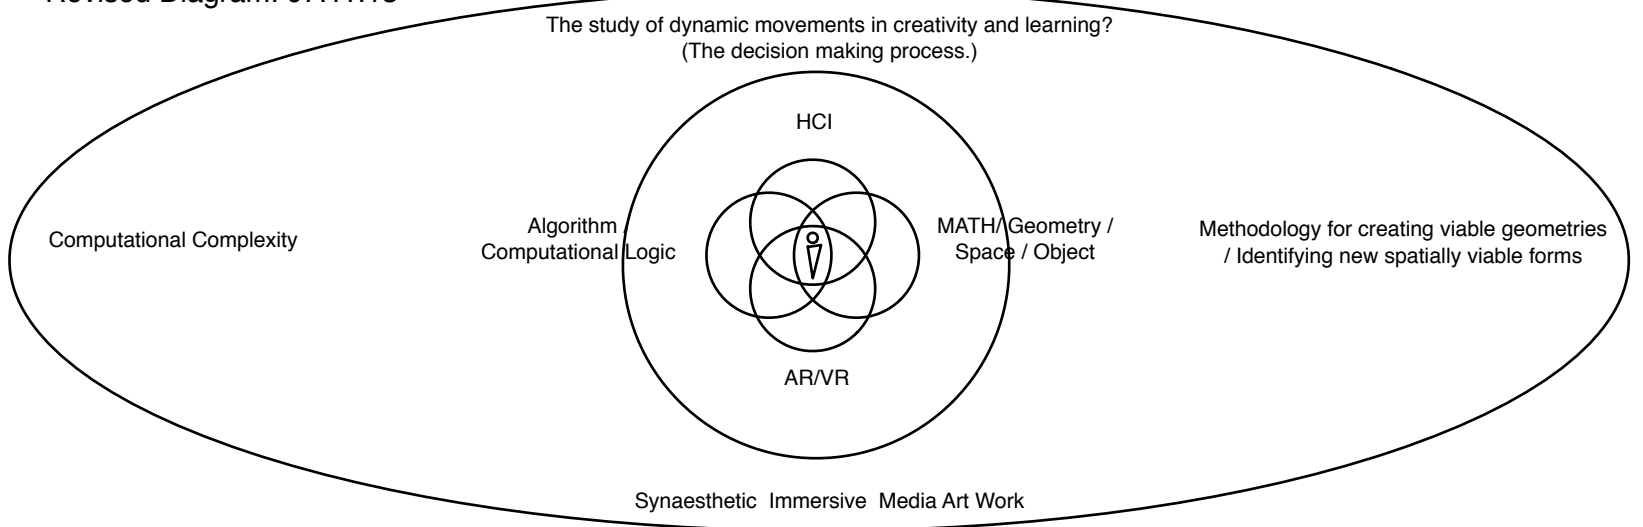 Revised Diagram:
The study of dynamic movements in creativity and learning?
(The decision making process.)
HCI
Algorithm /
Computational Logic
MATH/ Geometry /
Space / Object
Computational Complexity
Methodology for creating viable geometries
/ Identifying new spatially viable forms
AR/VR
Synaesthetic Immersive Media Art Work